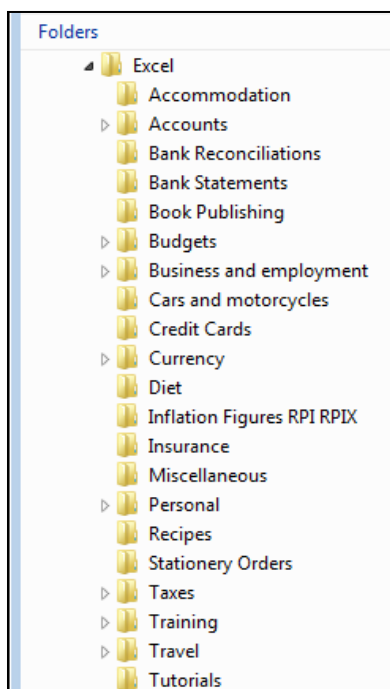 Folders
Excel
Accommodation
Accounts
Bank Reconciliations
Bank Statements
Book Publishing
Budgets
Business and employment
Cars and motorcycles
Credit Cards
Currency
Diet
Inflation Figures RPI RPIX
Insurance
Miscellaneous
Personal
Recipes
Stationery Orders
Taxes
Training
Travel
Tutorials